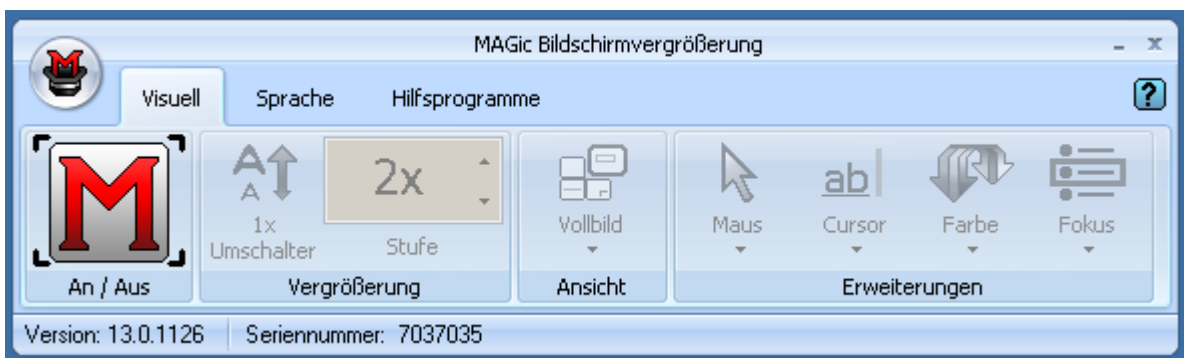 MAGic Bildschirmvergrößerung
Visuell Sprache Hilfsprogramme
?
M
A
A
2x
ab
1x
Umschalter
Stufe
Vollbild
Maus Cursor Farbe Fokus
An / Aus Vergrößerung Ansicht Erweiterungen
Version: 13.0.1126 Seriennummer: 7037035